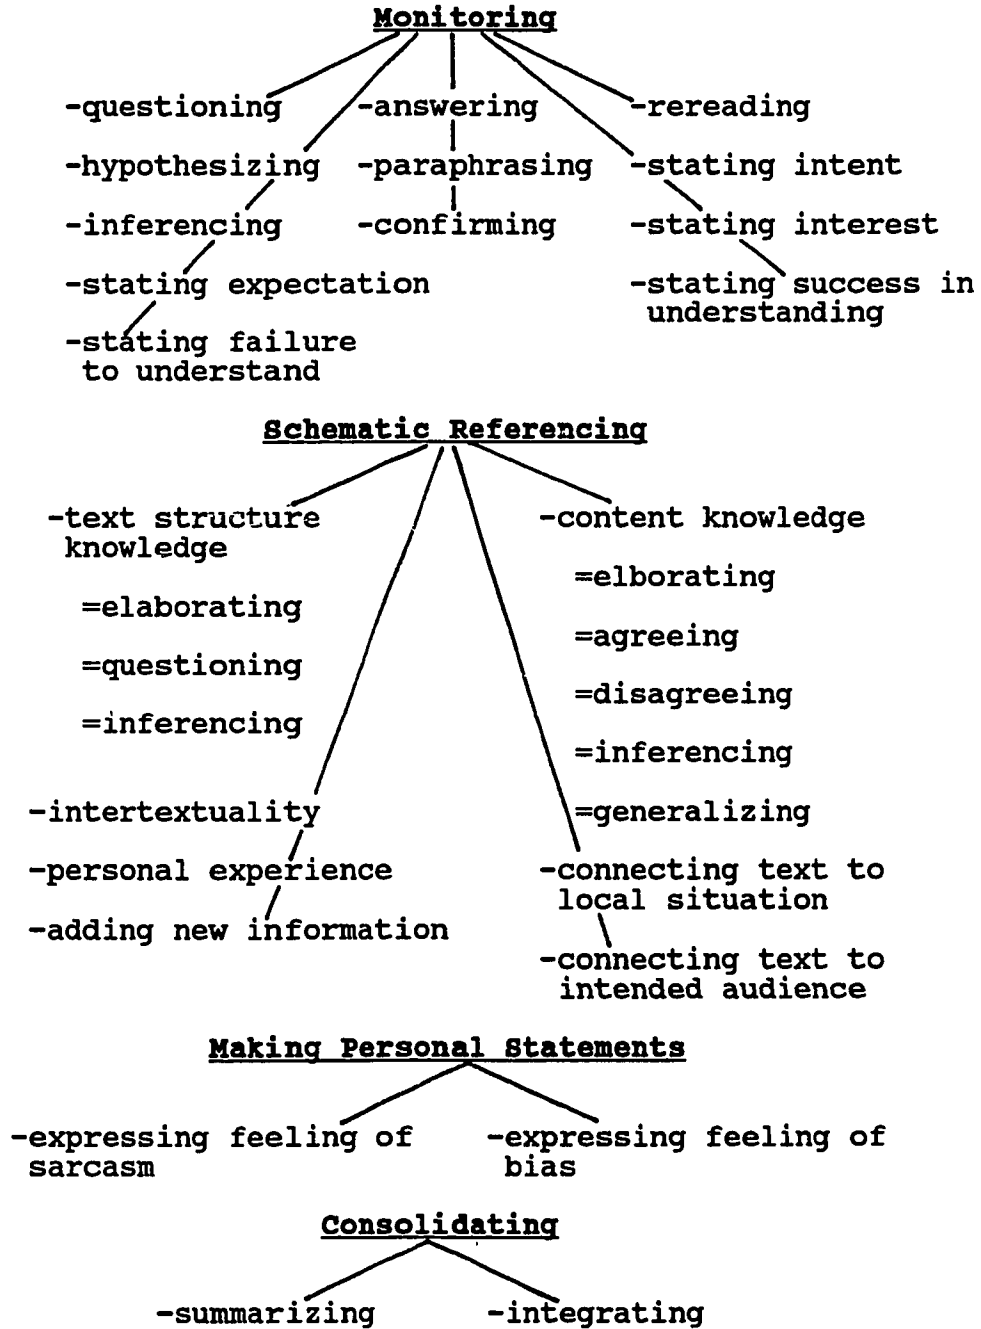 Monitoring
-questioning -answering -rereading
-hypothesizing -paraphrasing -stating intent
-inferencing -confirming -stating interest
-stating expectation -stating success in
understanding
-stating failure
to understand
Schematic Referencing
-text structure -content knowledge
knowledge
=elborating
=elaborating
=agreeing
=questioning
=disagreeing
=inferencing
=inferencing
-intertextuality =generalizing
-personal experience -connecting text to
local situation
-adding new information
-connecting text to
intended audience
Making Personal Statements
-expressing feeling of -expressing feeling of
sarcasm bias
Consolidating
-summarizing -integrating